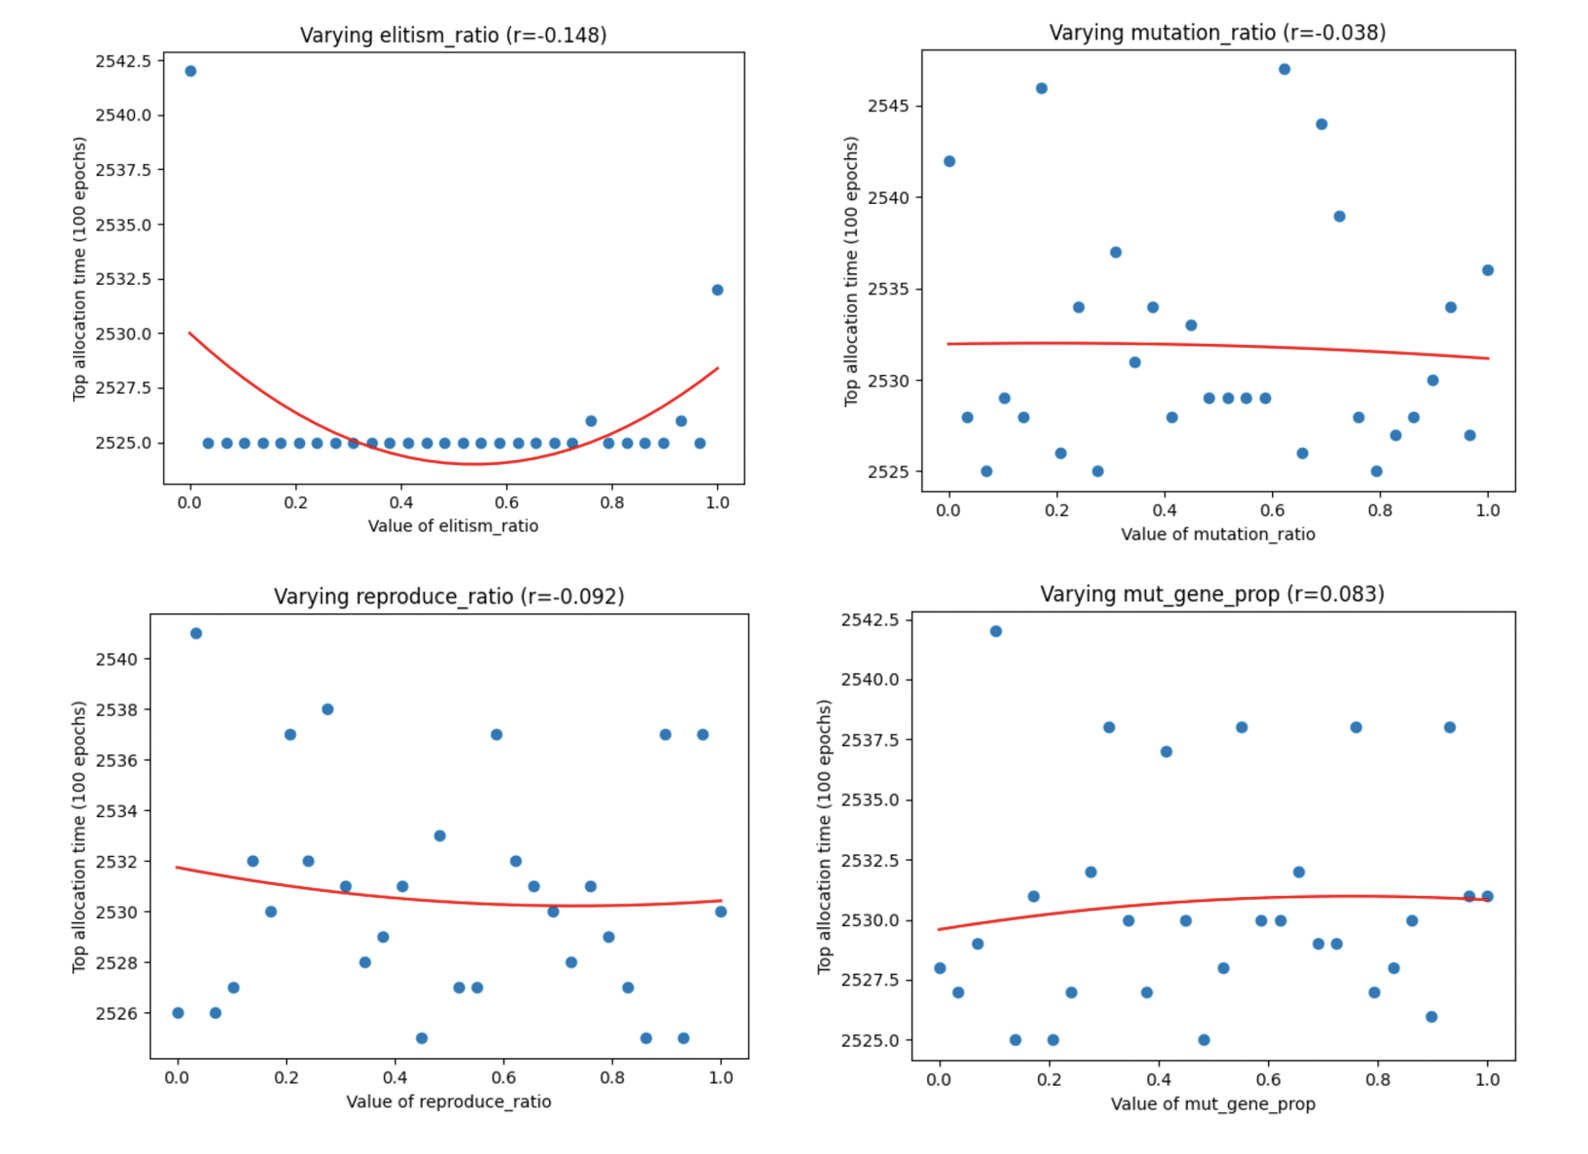 Varying elitism_ratio (r=-0.148)
2542.5
2540.0
2537.5
2535.0
2532.5
2530.0
2527.5
2525.0
Top allocation time (100 epochs)
0.0 0.2 0.4 0.6 0.8 1.0
Value of elitism_ratio
Varying mutation_ratio (r=-0.038)
2545
2540
2535
2530
2525
Top allocation time (100 epochs)
0.0 0.2 0.4 0.6 0.8 1.0
Value of mutation_ratio
Varying reproduce_ratio (r=-0.092)
2540
2538
2536
2534
2532
2530
2528
2526
Top allocation time (100 epochs)
0.0 0.2 0.4 0.6 0.8 1.0
Value of reproduce_ratio
Varying mut_gene_prop (r=0.083)
2542.5
2540.0
2537.5
2535.0
2532.5
2530.0
2527.5
2525.0
Top allocation time (100 epochs)
0.0 0.2 0.4 0.6 0.8 1.0
Value of mut_gene_prop